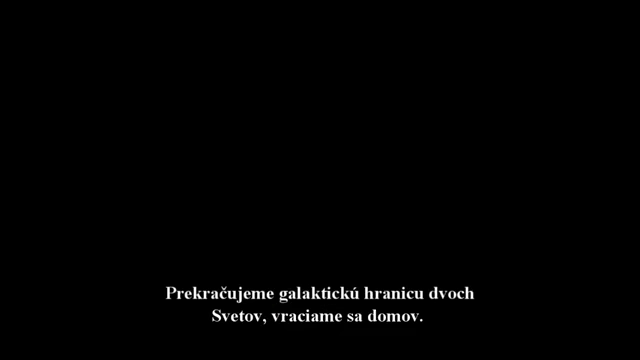 Prekračujeme galaktickú hranicu dvoch
Svetov, vraciame sa domov.